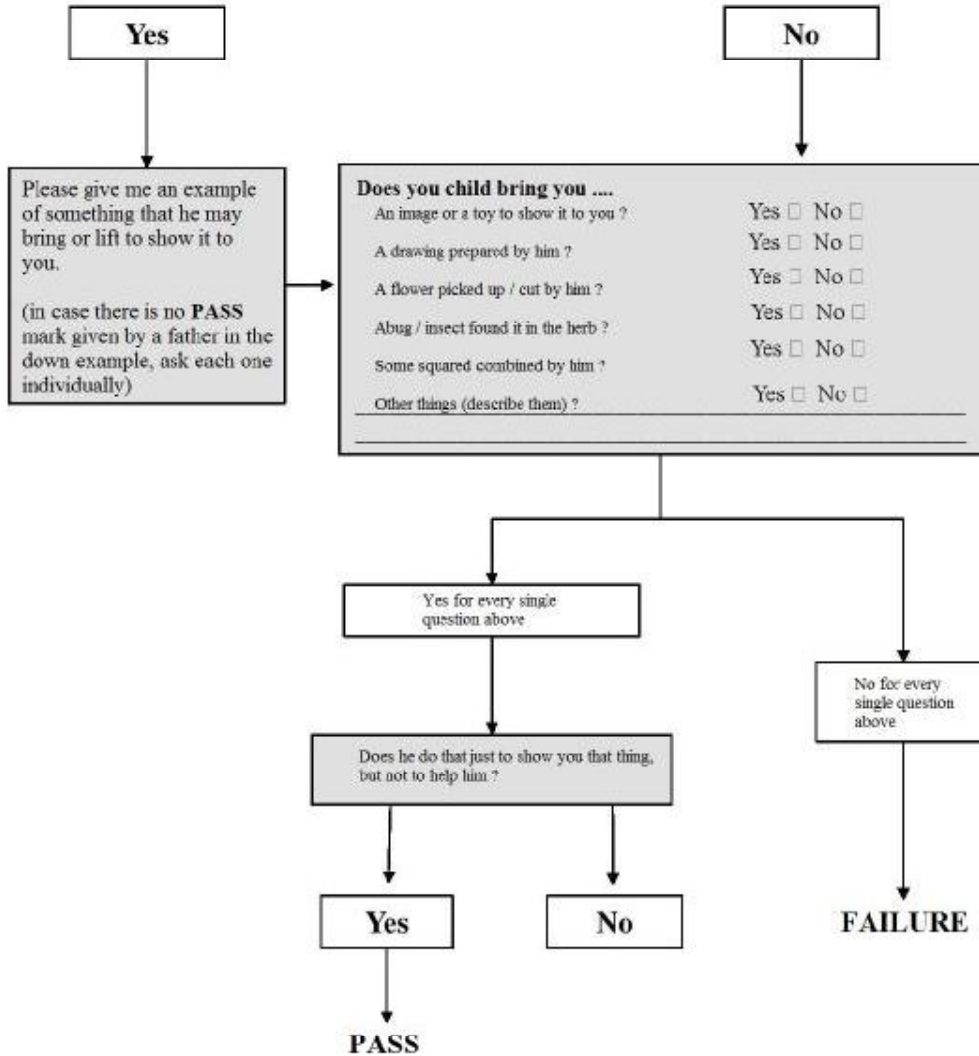 Yes
No
Please give me an example
of something that he may
bring or lift to show it to
you.
(in case there is no PASS
mark given by a father in the
down example, ask each one
individually)
Does you child bring you ....
An image or a toy to show it to you ? Yes □ No □
A drawing prepared by him ? Yes □ No □
A flower picked up / cut by him ? Yes □ No □
Abug / insect found it in the herb ? Yes □ No □
Some squared combined by him ? Yes □ No □
Other things (describe them) ? Yes □ No □
Yes for every single
question above
No for every
single question
above
Does he do that just to show you that thing,
but not to help him ?
Yes
No
FAILURE
PASS